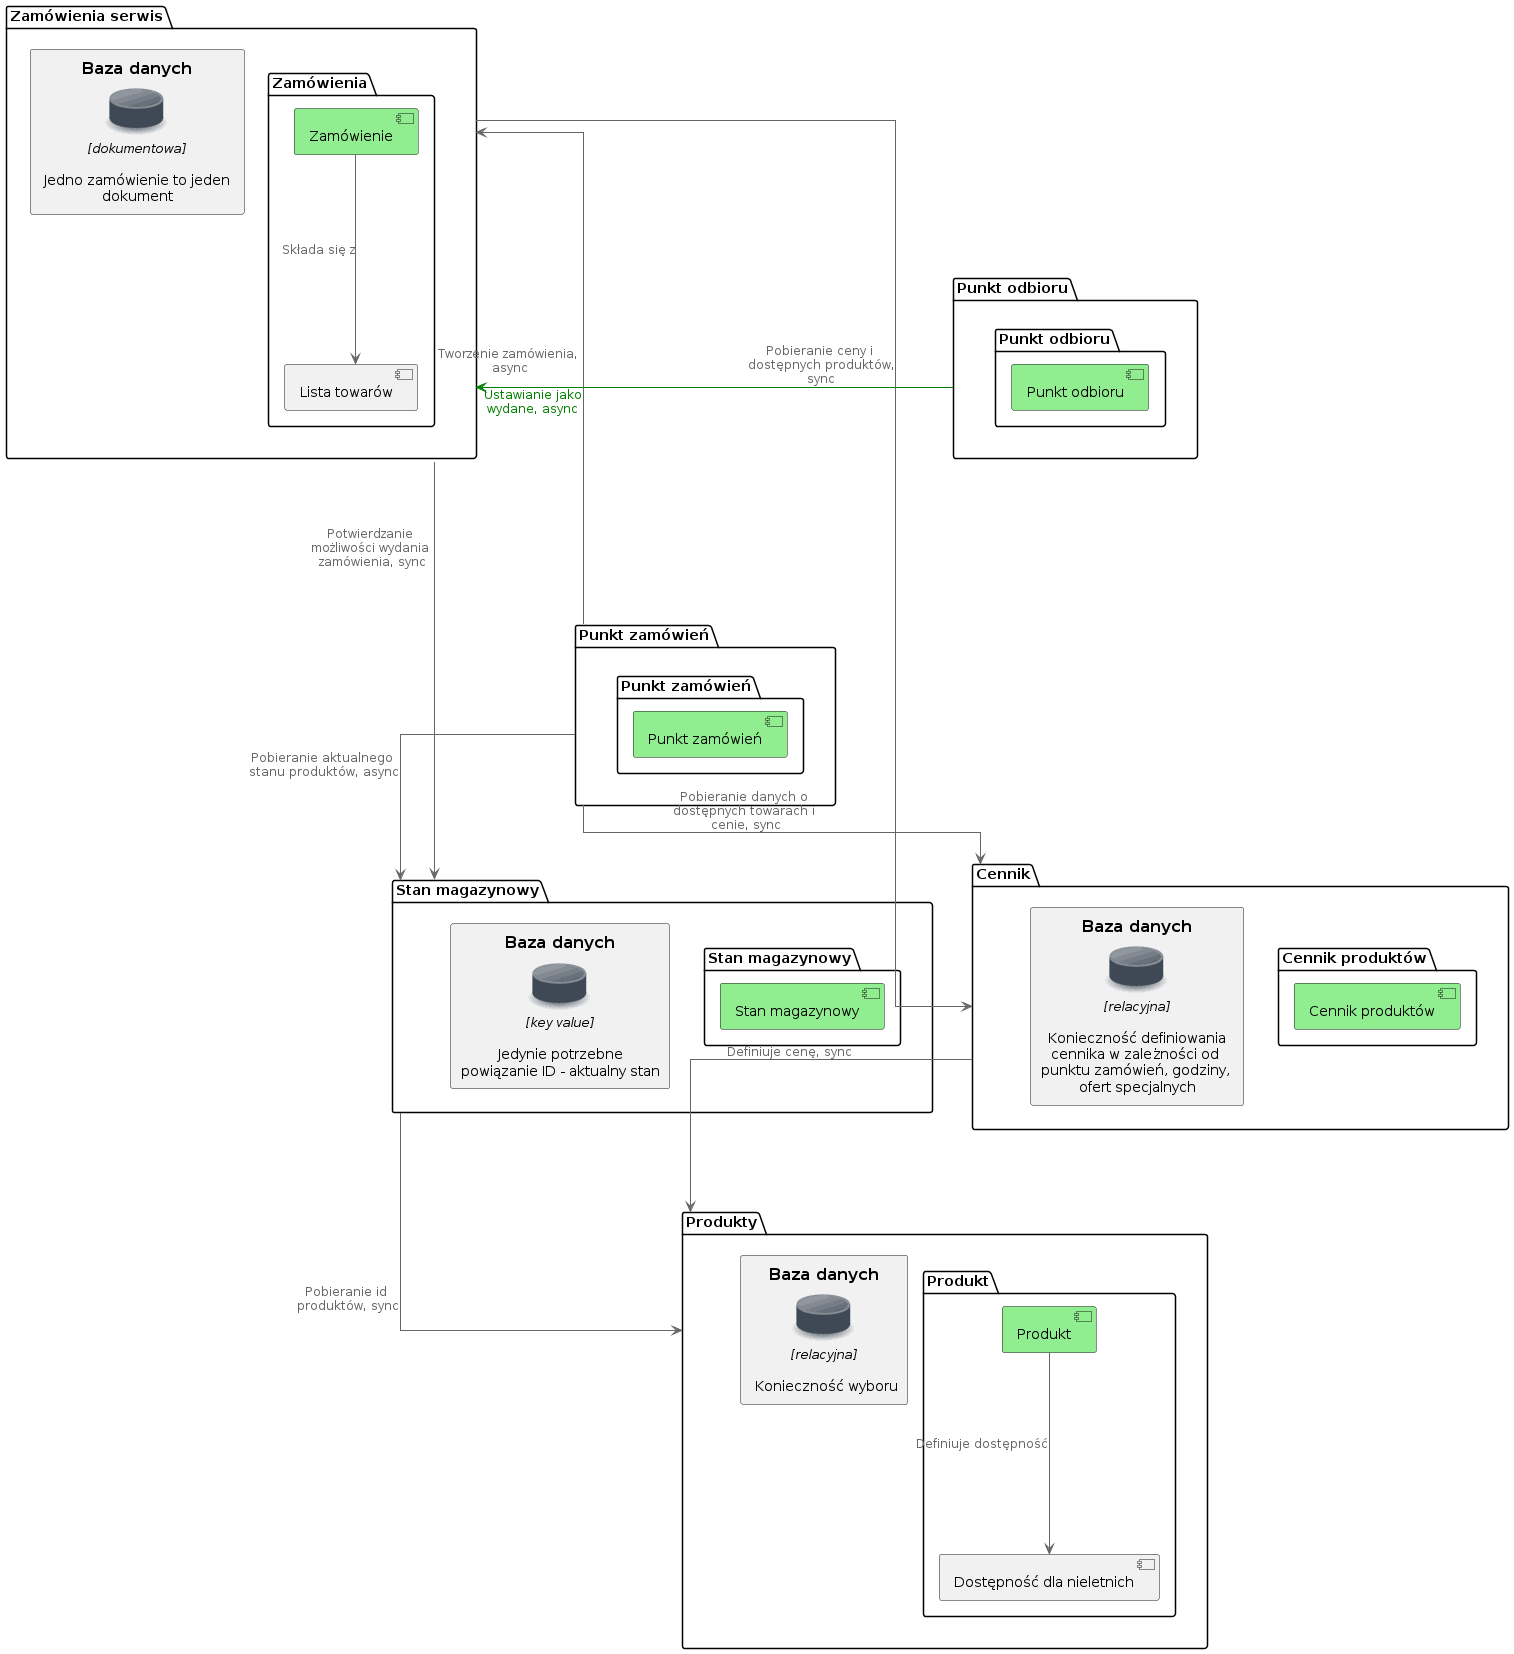 Zamówienia serwis
Baza danych
[dokumentowa]
Jedno zamówienie to jeden
dokument
Zamówienia
Zamówienie
Składa się z
Lista towarów
Punkt odbioru
Punkt odbioru
Punkt odbioru
Tworzenie zamówienia,
async
Pobieranie ceny i
dostępnych produktów,
sync
Ustawianie jako
wydane, async
Potwierdzanie
możliwości wydania
zamówienia, sync
Punkt zamówień
Punkt zamówień
Punkt zamówień
Pobieranie aktualnego
stanu produktów, async
Pobieranie danych o
dostępnych towarach i
cenie, sync
Stan magazynowy
Baza danych
[key value]
Jedynie potrzebne
powiązanie ID - aktualny stan
Stan magazynowy
Stan magazynowy
Cennik
Baza danych
[relacyjna]
Konieczność definiowania
cennika w zależności od
punktu zamówień, godziny,
ofert specjalnych
Cennik produktów
Cennik produktów
Definiuje cenę, sync
Pobieranie id
produktów, sync
Produkty
Baza danych
[relacyjna]
Konieczność wyboru
Produkt
Produkt
Definiuje dostępność
Dostępność dla nieletnich